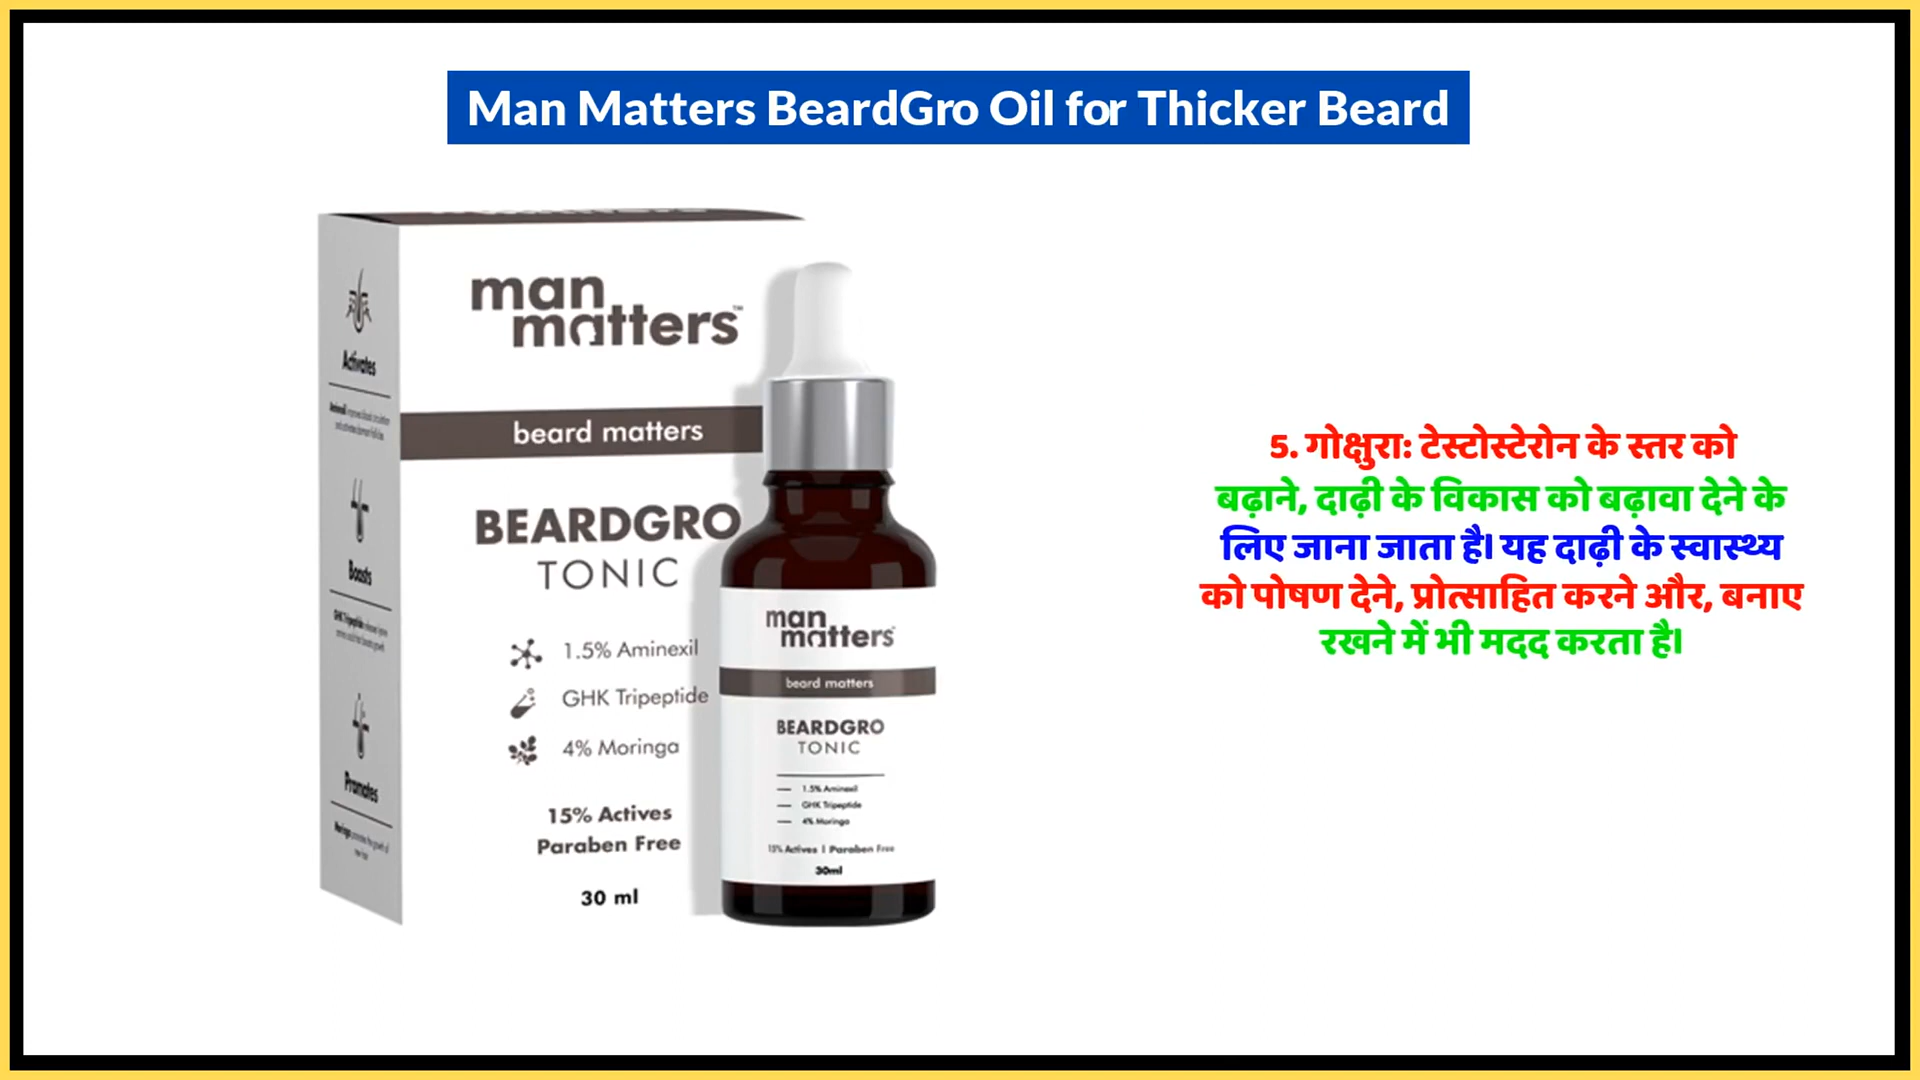 Man Matters BeardGro Oil for Thicker Beard
man
matters™
beard matters
BEARDGRO
TONIC
1.5% Aminexil
GHK Tripeptide
4% Moringa
15% Actives
Paraben Free
30 ml
Activates
Boosts
Promotes
man
matters
beard matters
BEARDGRO
TONIC
1.5% Aminexil
GHK Tripeptide
4% Moringa
15% Actives | Paraben Free
30ml
5. गोक्षुराः टेस्टोस्टेरोन के स्तर को
बढ़ाने, दाढ़ी के विकास को बढ़ावा देने के
लिए जाना जाता है। यह दाढ़ी के स्वास्थ्य
को पोषण देने, प्रोत्साहित करने और, बनाए
रखने में भी मदद करता है।